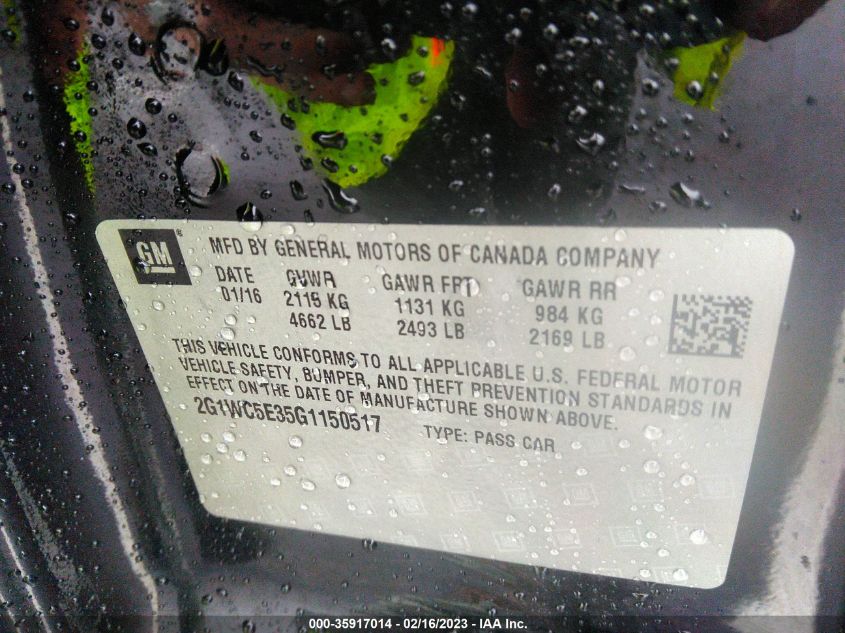 GM ®
MFD BY GENERAL MOTORS OF CANADA COMPANY
DATE GVWR GAWR FRT GAWR RR
01/16 2115 KG 1131 KG 984 KG
4662 LB 2493 LB 2169 LB
THIS VEHICLE CONFORMS TO ALL APPLICABLE U.S. FEDERAL MOTOR
VEHICLE SAFETY, BUMPER, AND THEFT PREVENTION STANDARDS IN
EFFECT ON THE DATE OF MANUFACTURE SHOWN ABOVE.
2G1WC5E35G1150517 TYPE: PASS CAR
000-35917014 - 02/16/2023 - IAA Inc.